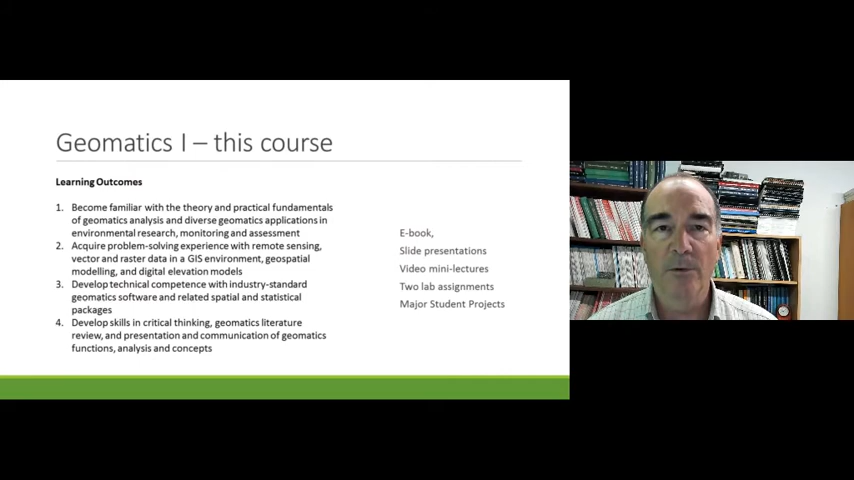 Geomatics I – this course
Learning Outcomes
1. Become familiar with the theory and practical fundamentals
of geomatics analysis and diverse geomatics applications in
environmental research, monitoring and assessment
2. Acquire problem-solving experience with remote sensing,
vector and raster data in a GIS environment, geospatial
modelling, and digital elevation models
3. Develop technical competence with industry-standard
geomatics software and related spatial and statistical
packages
4. Develop skills in critical thinking, geomatics literature
review, and presentation and communication of geomatics
functions, analysis and concepts
E-book,
Slide presentations
Video mini-lectures
Two lab assignments
Major Student Projects